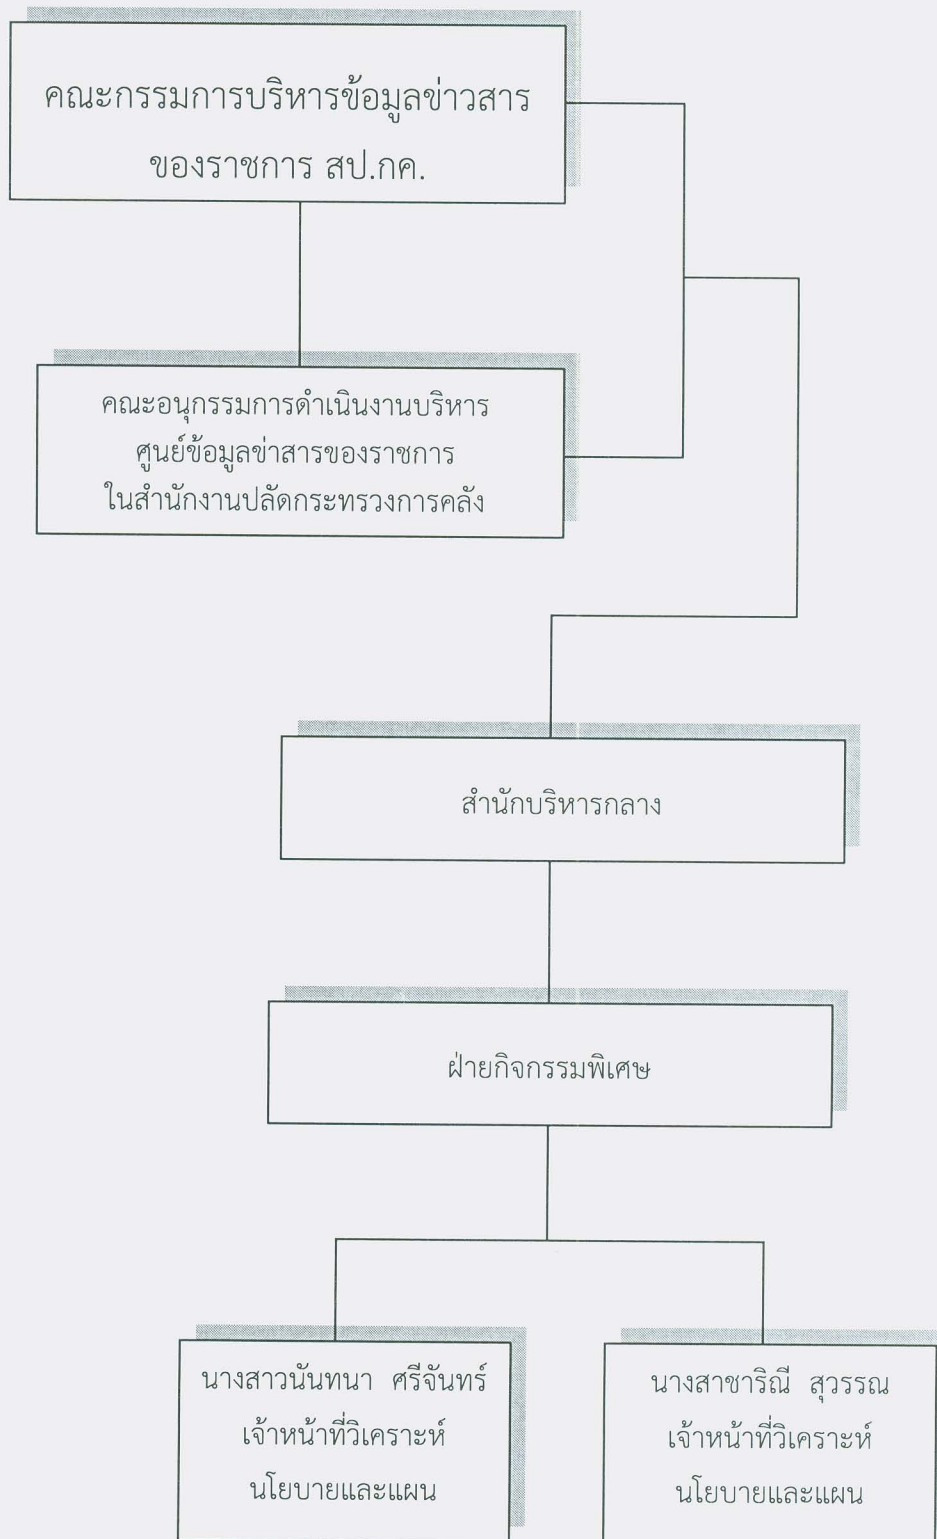 คณะกรรมการบริหารข้อมูลข่าวสาร
ของราชการ สป.กค.
คณะอนุกรรมการดำเนินงานบริหาร
ศูนย์ข้อมูลข่าสารของราชการ
ในสำนักงานปลัดกระทรวงการคลัง
สำนักบริหารกลาง
ฝ่ายกิจกรรมพิเศษ
นางสาวนันทนา ศรีจันทร์
เจ้าหน้าที่วิเคราะห์
นโยบายและแผน
นางสาชาริณี สุวรรณ
เจ้าหน้าที่วิเคราะห์
นโยบายและแผน